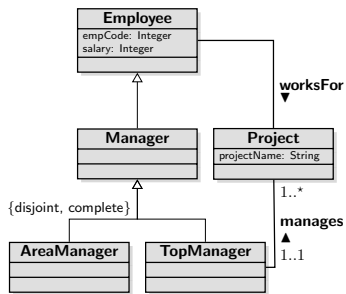 Employee
empCode: Integer
salary: Integer
worksFor
▼
Manager
Project
projectName: String
1..*
{disjoint, complete}
manages
▲
AreaManager
TopManager
1..1